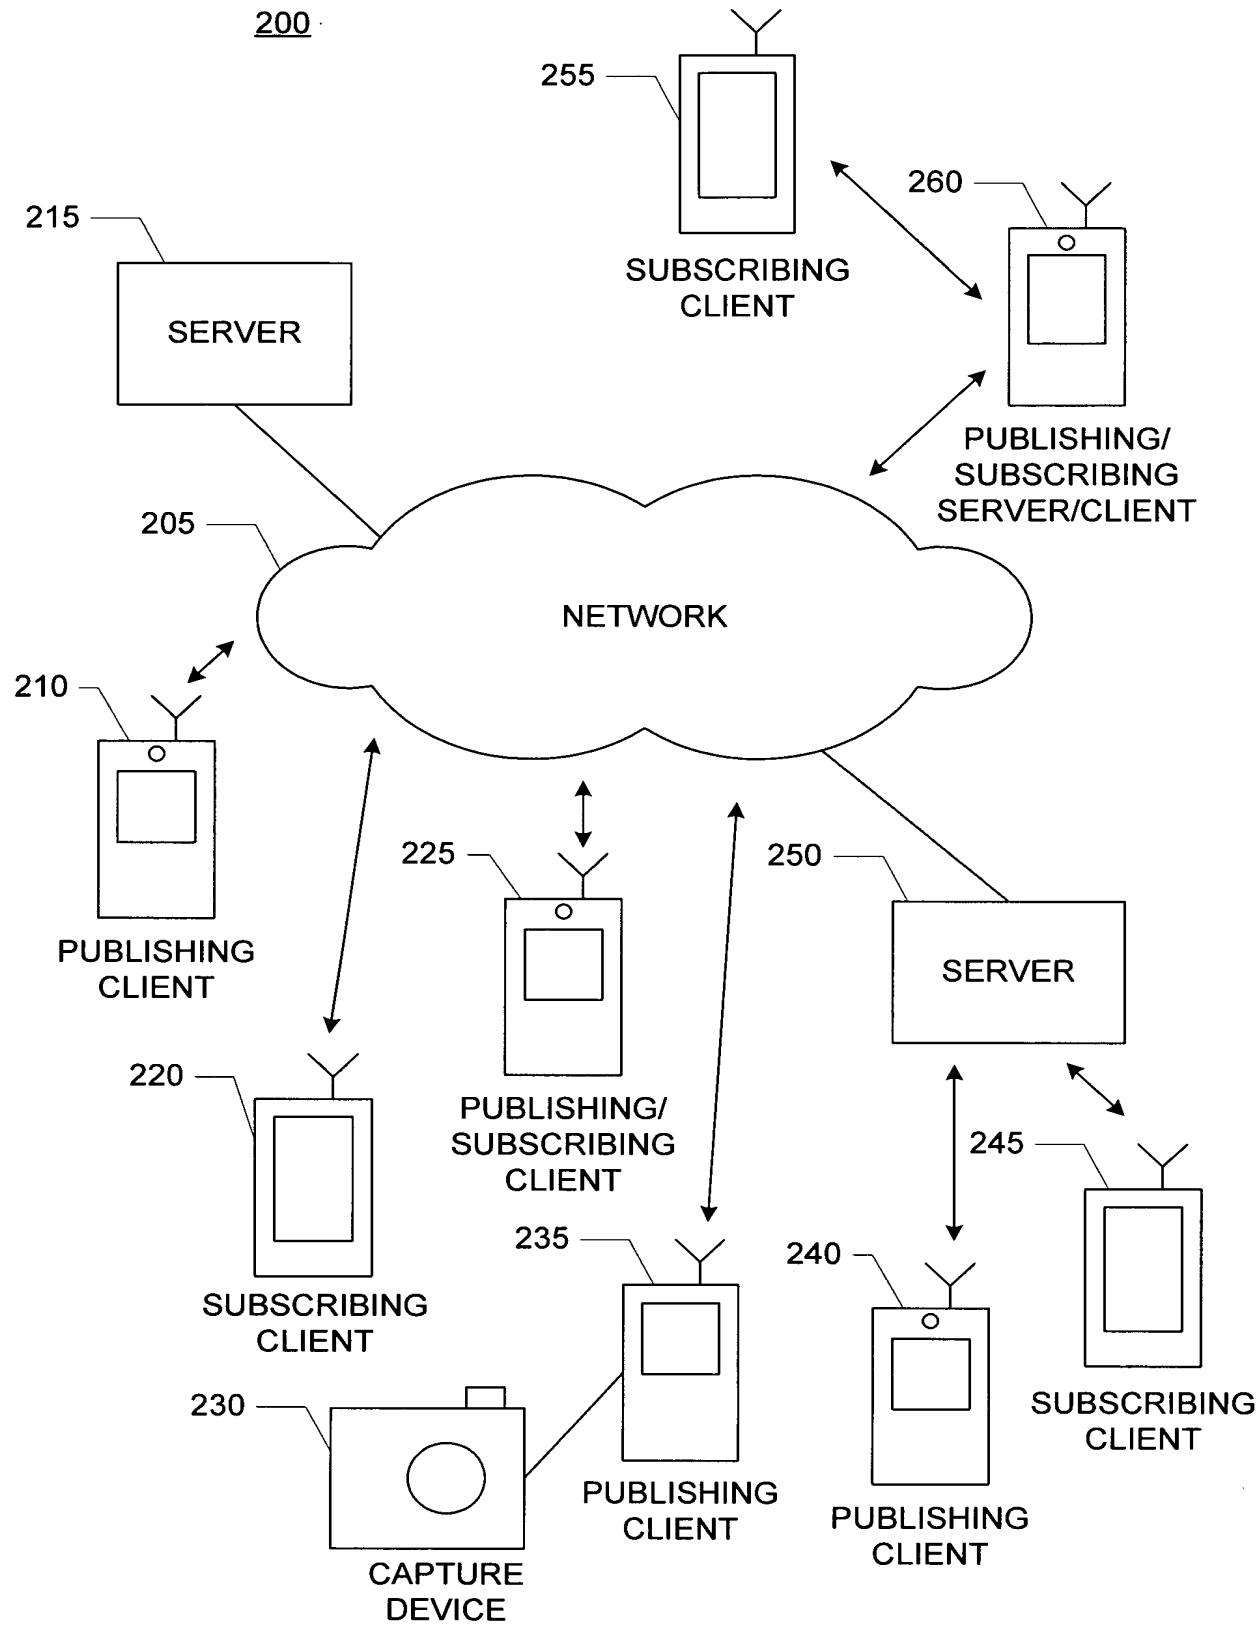 200
255
SUBSCRIBING
CLIENT
260
PUBLISHING/
SUBSCRIBING
SERVER/CLIENT
215
SERVER
205
NETWORK
210
PUBLISHING
CLIENT
225
PUBLISHING/
SUBSCRIBING
CLIENT
250
SERVER
220
SUBSCRIBING
CLIENT
245
SUBSCRIBING
CLIENT
235
PUBLISHING
CLIENT
240
PUBLISHING
CLIENT
230
CAPTURE
DEVICE